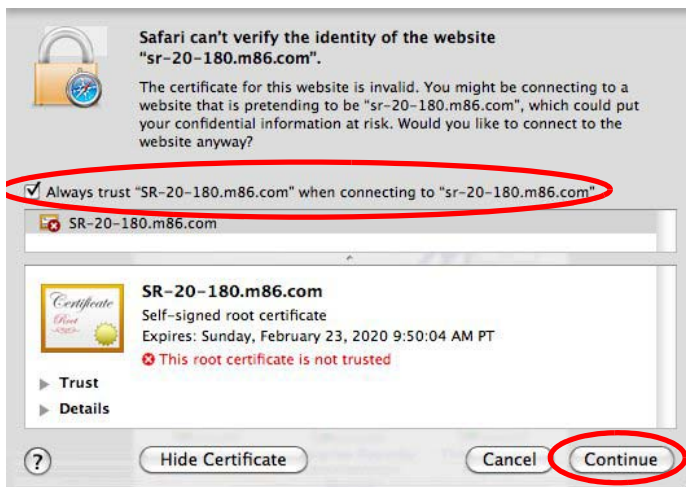 Safari can't verify the identity of the website
"sr-20-180.m86.com".
The certificate for this website is invalid. You might be connecting to a
website that is pretending to be "sr-20-180.m86.com", which could put
your confidential information at risk. Would you like to connect to the
website anyway?
Always trust "SR-20-180.m86.com" when connecting to "sr-20-180.m86.com"
SR-20-180.m86.com
Certificate
Root
SR-20-180.m86.com
Self-signed root certificate
Expires: Sunday, February 23, 2020 9:50:04 AM PT
This root certificate is not trusted
Trust
Details
?
Hide Certificate
Cancel
Continue